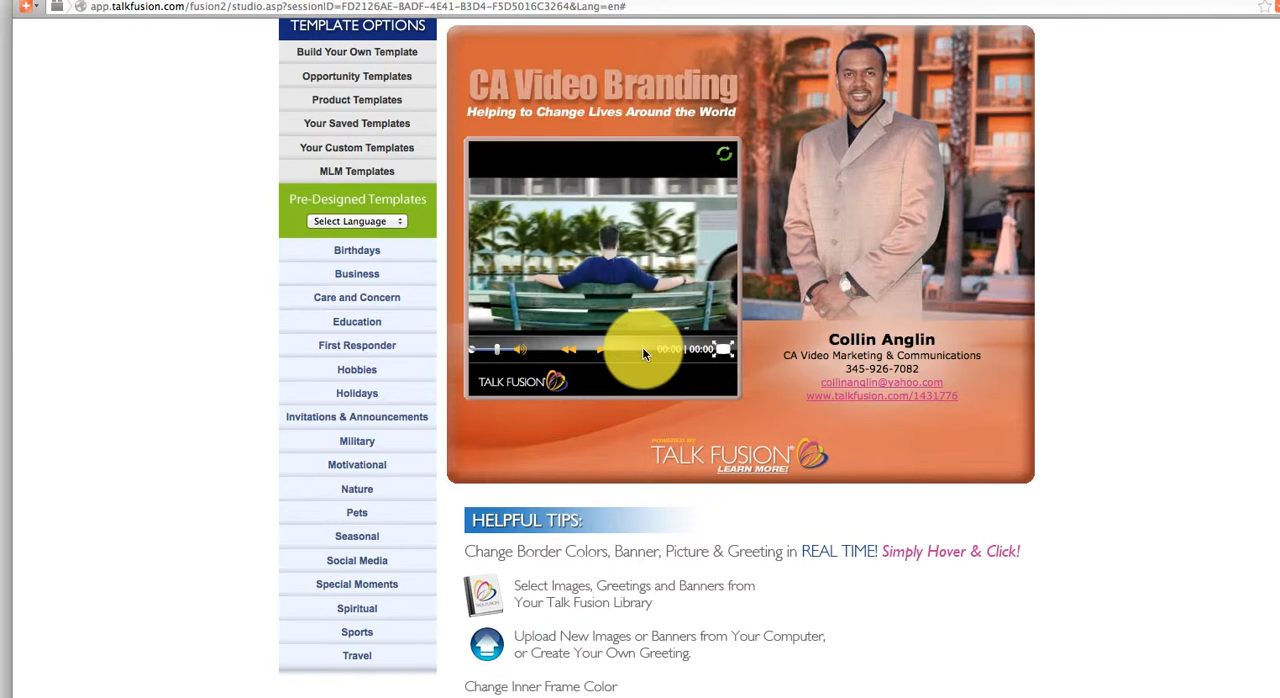 app.talkfusion.com/fusion2/studio.asp?sessionID=FD2126AE-BADF-4E41-B3D4-F5D5016C3264&Lang=en#
TEMPLATE OPTIONS
Build Your Own Template
Opportunity Templates
Product Templates
Your Saved Templates
Your Custom Templates
MLM Templates
Pre-Designed Templates
Select Language
Birthdays
Business
Care and Concern
Education
First Responder
Hobbies
Holidays
Invitations & Announcements
Military
Motivational
Nature
Pets
Seasonal
Social Media
Special Moments
Spiritual
Sports
Travel
CA Video Branding
Helping to Change Lives Around the World
00:00 | 00:00
TALK FUSION
Collin Anglin
CA Video Marketing & Communications
345-926-7082
collinanglin@yahoo.com
www.talkfusion.com/1431776
POWERED BY
TALK FUSION®
LEARN MORE!
HELPFUL TIPS:
Change Border Colors, Banner, Picture & Greeting in REAL TIME! Simply Hover & Click!
TALK FUSION
Select Images, Greetings and Banners from
Your Talk Fusion Library
Upload New Images or Banners from Your Computer,
or Create Your Own Greeting.
Change Inner Frame Color